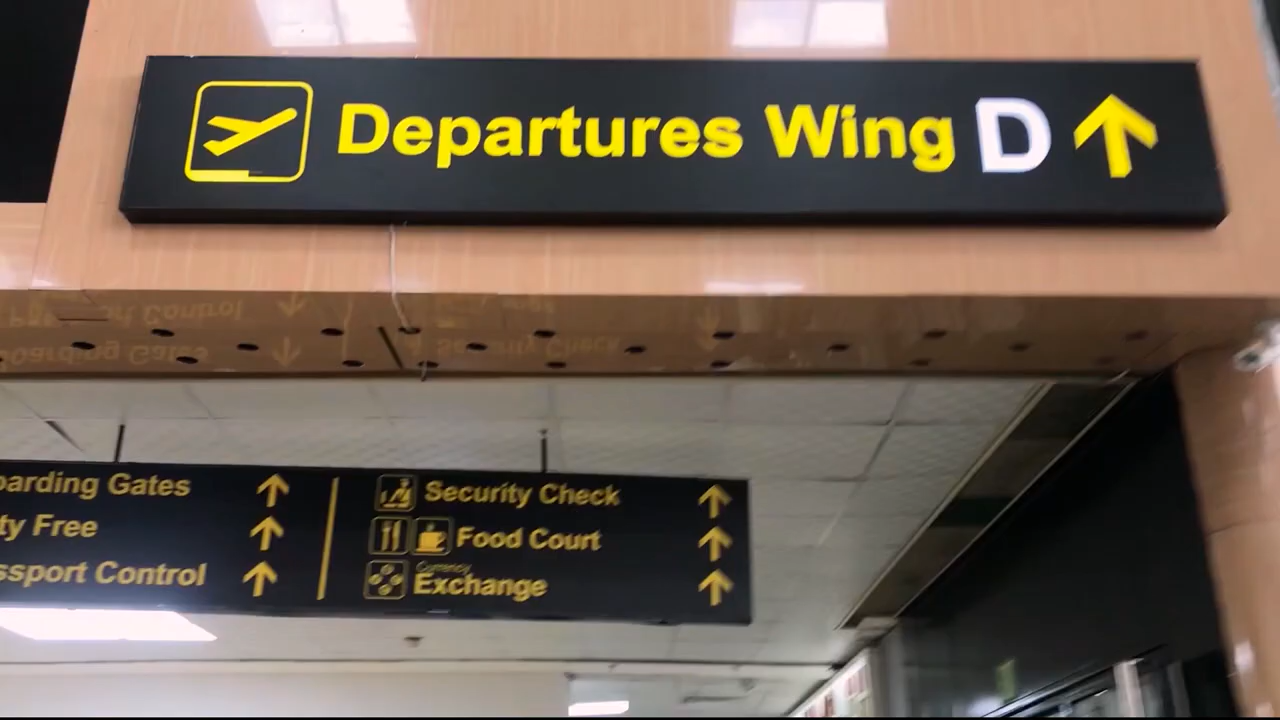 Departures Wing D
oarding Gates
ty Free
ssport Control
Security Check
Food Court
Currency
Exchange